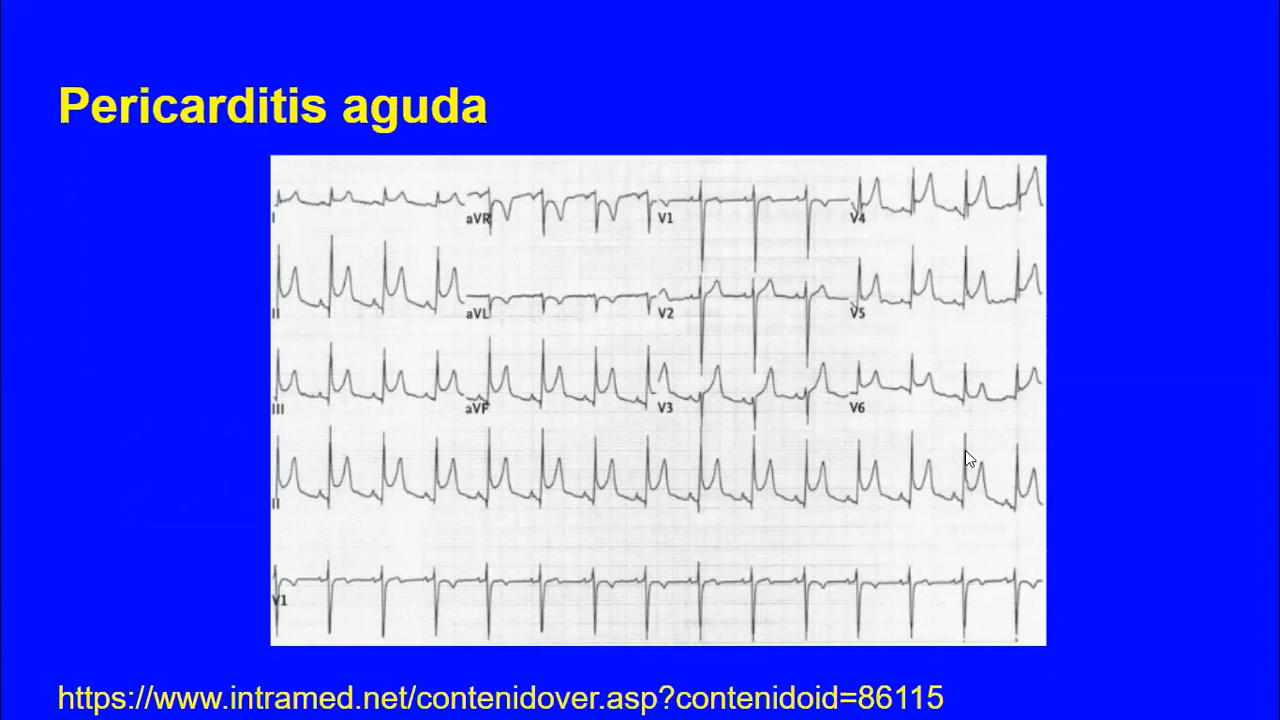 Pericarditis aguda
I aVR V1 V4
II aVL V2 V5
III aVF V3 V6
II
V1
https://www.intramed.net/contenidover.asp?contenidoid=86115